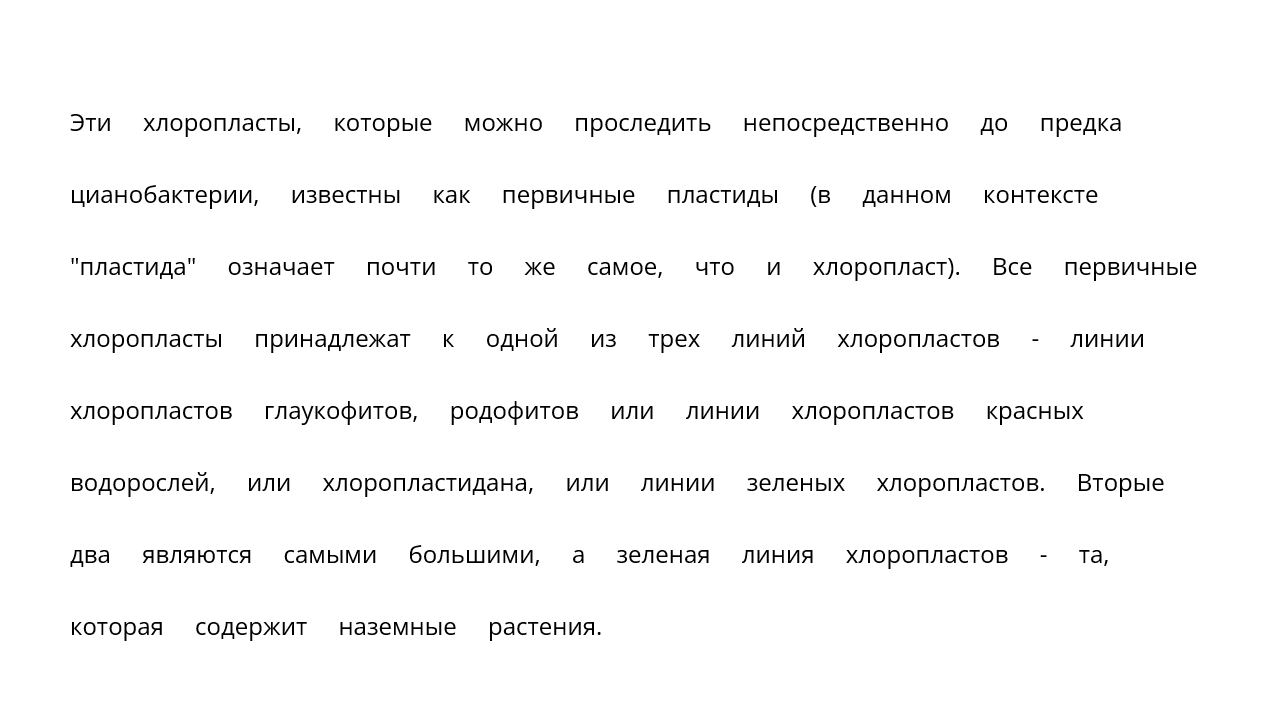 Эти хлоропласты, которые можно проследить непосредственно до предка
цианобактерии, известны как первичные пластиды (в данном контексте
"пластида" означает почти то же самое, что и хлоропласт). Все первичные
хлоропласты принадлежат к одной из трех линий хлоропластов - линии
хлоропластов глаукофитов, родофитов или линии хлоропластов красных
водорослей, или хлоропластидана, или линии зеленых хлоропластов. Вторые
два являются самыми большими, а зеленая линия хлоропластов - та,
которая содержит наземные растения.